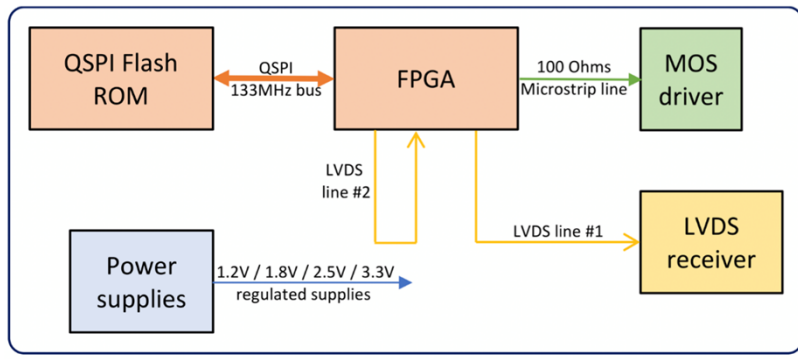 QSPI Flash
ROM
QSPI
133MHz bus
FPGA
100 Ohms
Microstrip line
MOS
driver
LVDS
line #2
LVDS line #1
LVDS
receiver
Power
supplies
1.2V / 1.8V / 2.5V / 3.3V
regulated supplies